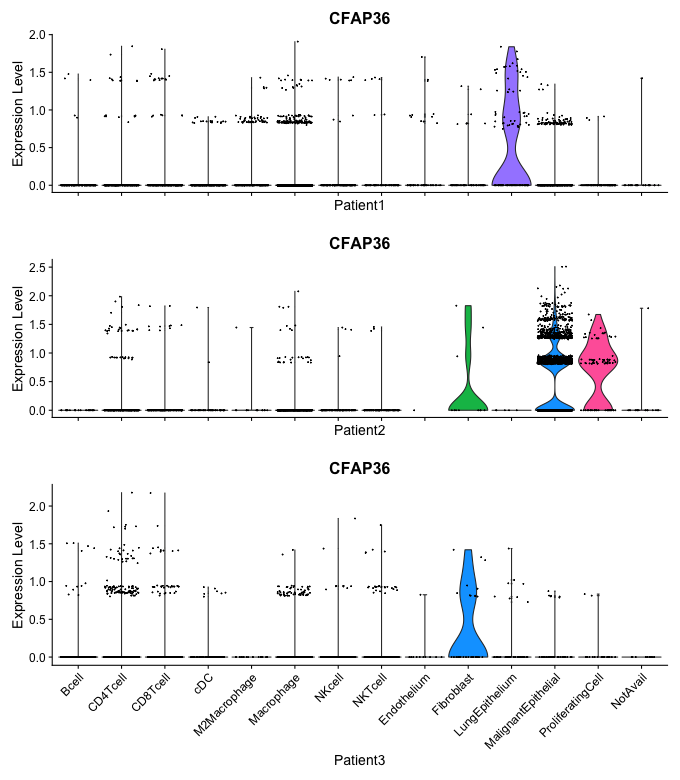 CFAP36
2.0
1.5
1.0
0.5
0.0
Expression Level
Patient1
CFAP36
2.5
2.0
1.5
1.0
0.5
0.0
Expression Level
Patient2
CFAP36
2.0
1.5
1.0
0.5
0.0
Expression Level
Bcell
CD4Tcell
CD8Tcell
cDC
M2Macrophage
Macrophage
NKcell
NKTcell
Endothelium
Fibroblast
LungEpithelium
MalignantEpithelial
ProliferatingCell
NotAvail
Patient3